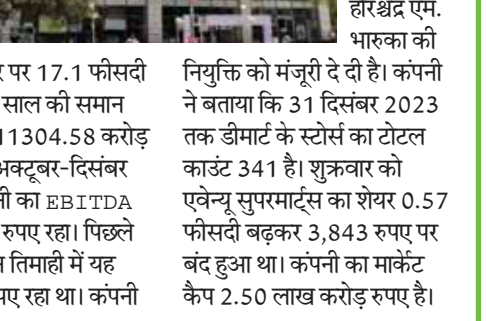 र पर 17.1 फीसदी
साल की समान
11304.58 करोड़
अक्टूबर-दिसंबर
नी का EBITDA
रुपए रहा। पिछले
तिमाही में यह
पए रहा था। कंपनी
हरिश्चंद्र एम.
भारुका की
नियुक्ति को मंजूरी दे दी है। कंपनी
ने बताया कि 31 दिसंबर 2023
तक डीमार्ट के स्टोर्स का टोटल
काउंट 341 है। शुक्रवार को
एवेन्यू सुपरमार्ट्स का शेयर 0.57
फीसदी बढ़कर 3,843 रुपए पर
बंद हुआ था। कंपनी का मार्केट
कैप 2.50 लाख करोड़ रुपए है।